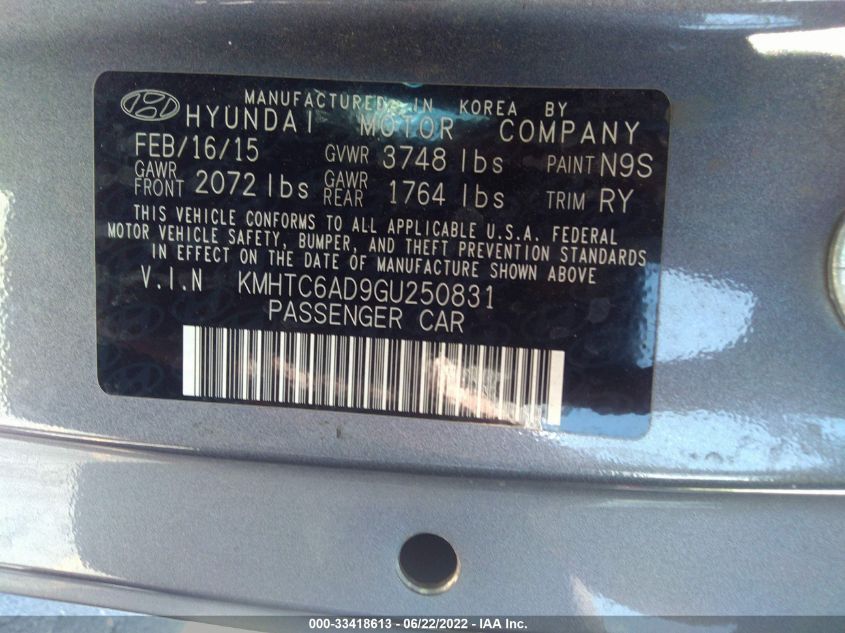 MANUFACTURED IN KOREA BY
HYUNDAI MOTOR COMPANY
FEB/16/15 GVWR 3748 lbs PAINT N9S
GAWR FRONT 2072 lbs GAWR REAR 1764 lbs TRIM RY
THIS VEHICLE CONFORMS TO ALL APPLICABLE U.S.A. FEDERAL
MOTOR VEHICLE SAFETY, BUMPER, AND THEFT PREVENTION STANDARDS
IN EFFECT ON THE DATE OF MANUFACTURE SHOWN ABOVE
V.I.N KMHTC6AD9GU250831
PASSENGER CAR
000-33418613 - 06/22/2022 - IAA Inc.